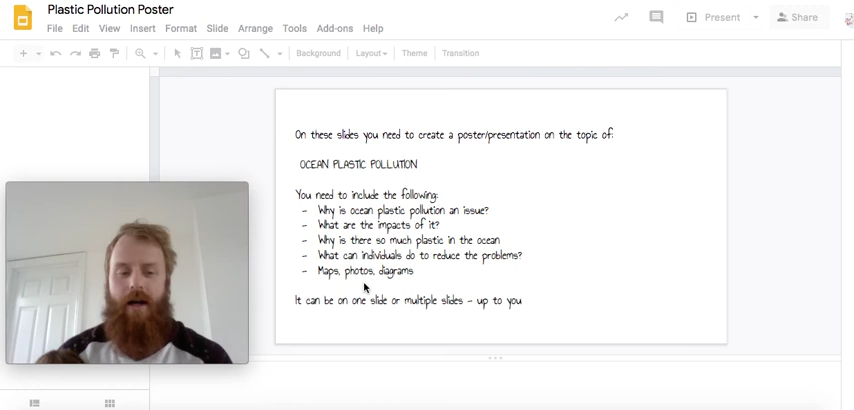 Plastic Pollution Poster
File Edit View Insert Format Slide Arrange Tools Add-ons Help
Present Share
Background Layout Theme Transition
On these slides you need to create a poster/presentation on the topic of:
OCEAN PLASTIC POLLUTION
You need to include the following:
- Why is ocean plastic pollution an issue?
- What are the impacts of it?
- Why is there so much plastic in the ocean
- What can individuals do to reduce the problems?
- Maps, photos, diagrams
It can be on one slide or multiple slides - up to you